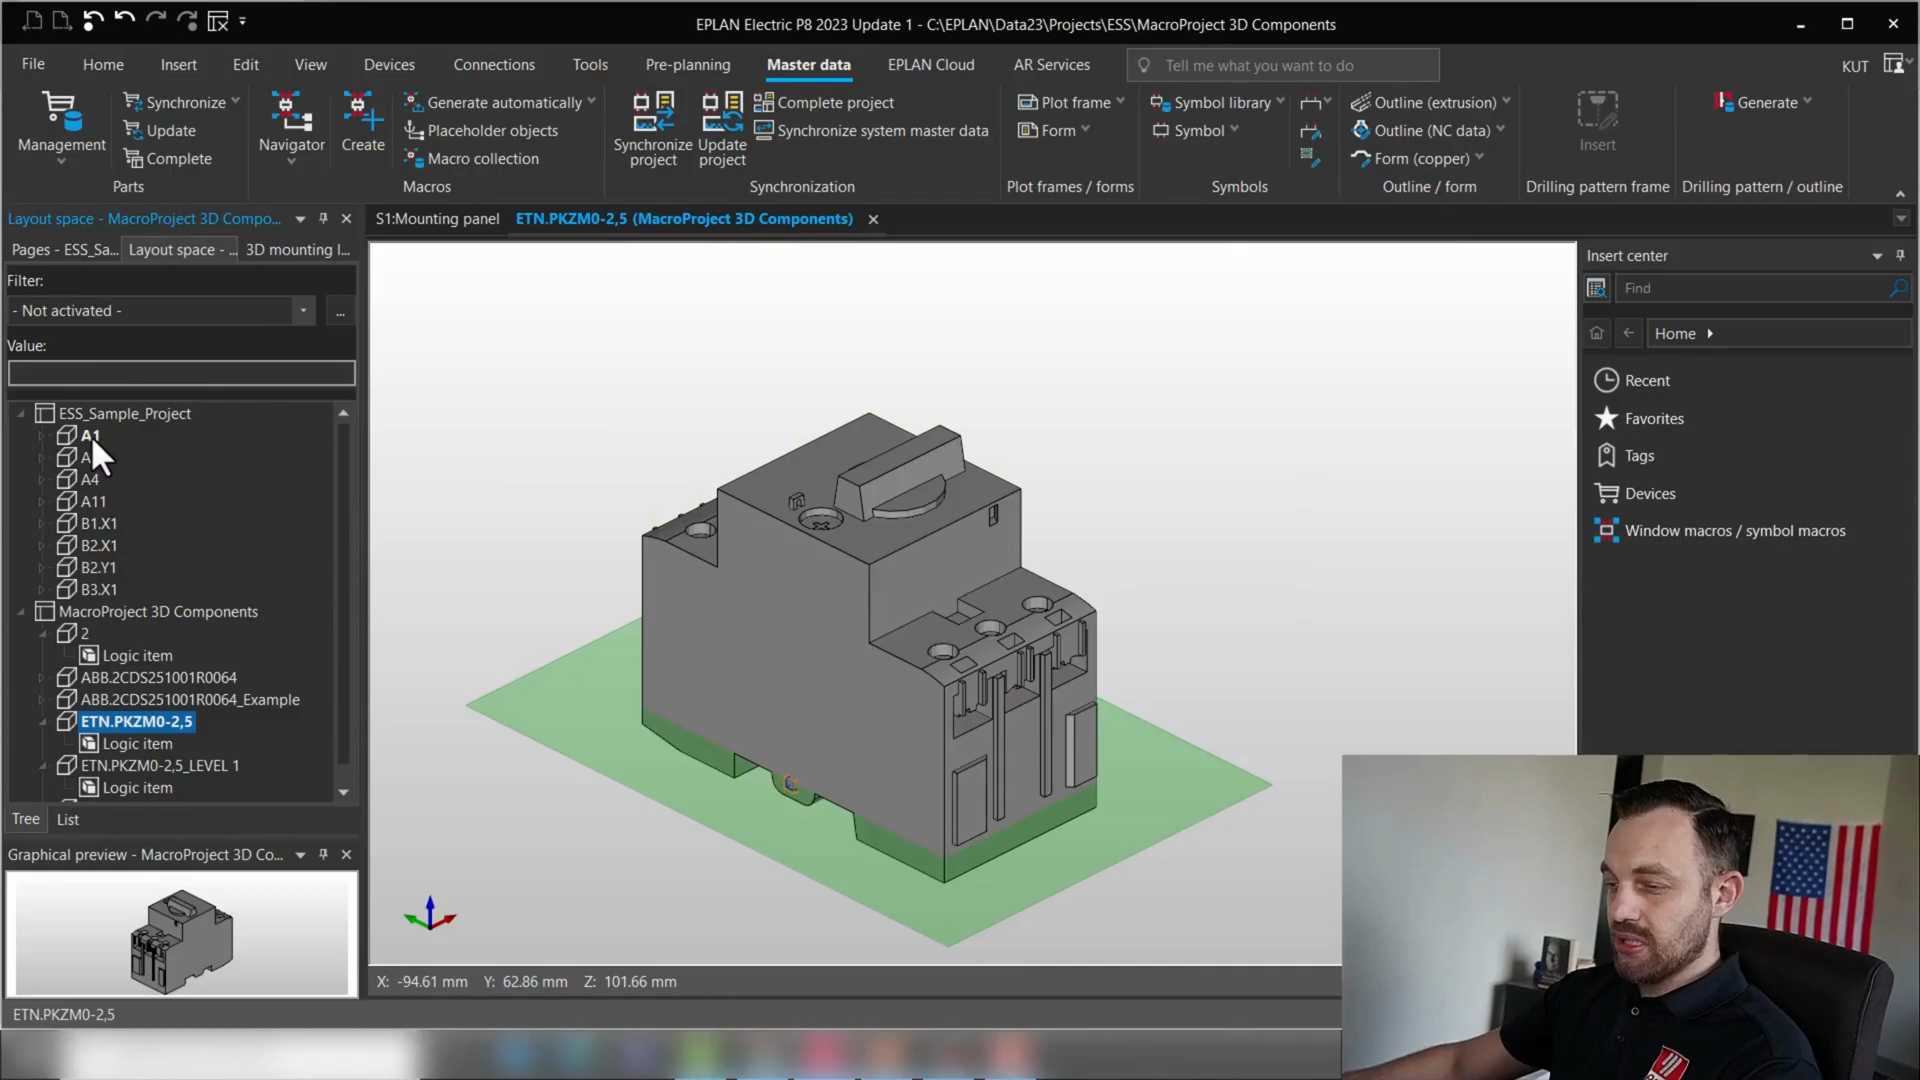 EPLAN Electric P8 2023 Update 1 - C:\EPLAN\Data23\Projects\ESS\MacroProject 3D Components
File Home Insert Edit View Devices Connections Tools Pre-planning Master data EPLAN Cloud AR Services Tell me what you want to do KUT
Management
Synchronize
Update
Complete
Parts
Navigator
Create
Generate automatically
Placeholder objects
Macro collection
Macros
Synchronize project
Update project
Complete project
Synchronize system master data
Synchronization
Plot frame
Form
Plot frames / forms
Symbol library
Symbol
Symbols
Outline (extrusion)
Outline (NC data)
Form (copper)
Outline / form
Insert
Drilling pattern frame
Generate
Drilling pattern / outline
Layout space - MacroProject 3D Compo...
Pages - ESS_Sa... Layout space - ... 3D mounting l...
Filter:
- Not activated -
...
Value:
ESS_Sample_Project
A1
A
A4
A11
B1.X1
B2.X1
B2.Y1
B3.X1
MacroProject 3D Components
2
Logic item
ABB.2CDS251001R0064
ABB.2CDS251001R0064_Example
ETN.PKZM0-2,5
Logic item
ETN.PKZM0-2,5_LEVEL 1
Logic item
Tree List
Graphical preview - MacroProject 3D Co...
ETN.PKZM0-2,5
S1:Mounting panel ETN.PKZM0-2,5 (MacroProject 3D Components)
X: -94.61 mm Y: 62.86 mm Z: 101.66 mm
Insert center
Find
Home
Recent
Favorites
Tags
Devices
Window macros / symbol macros